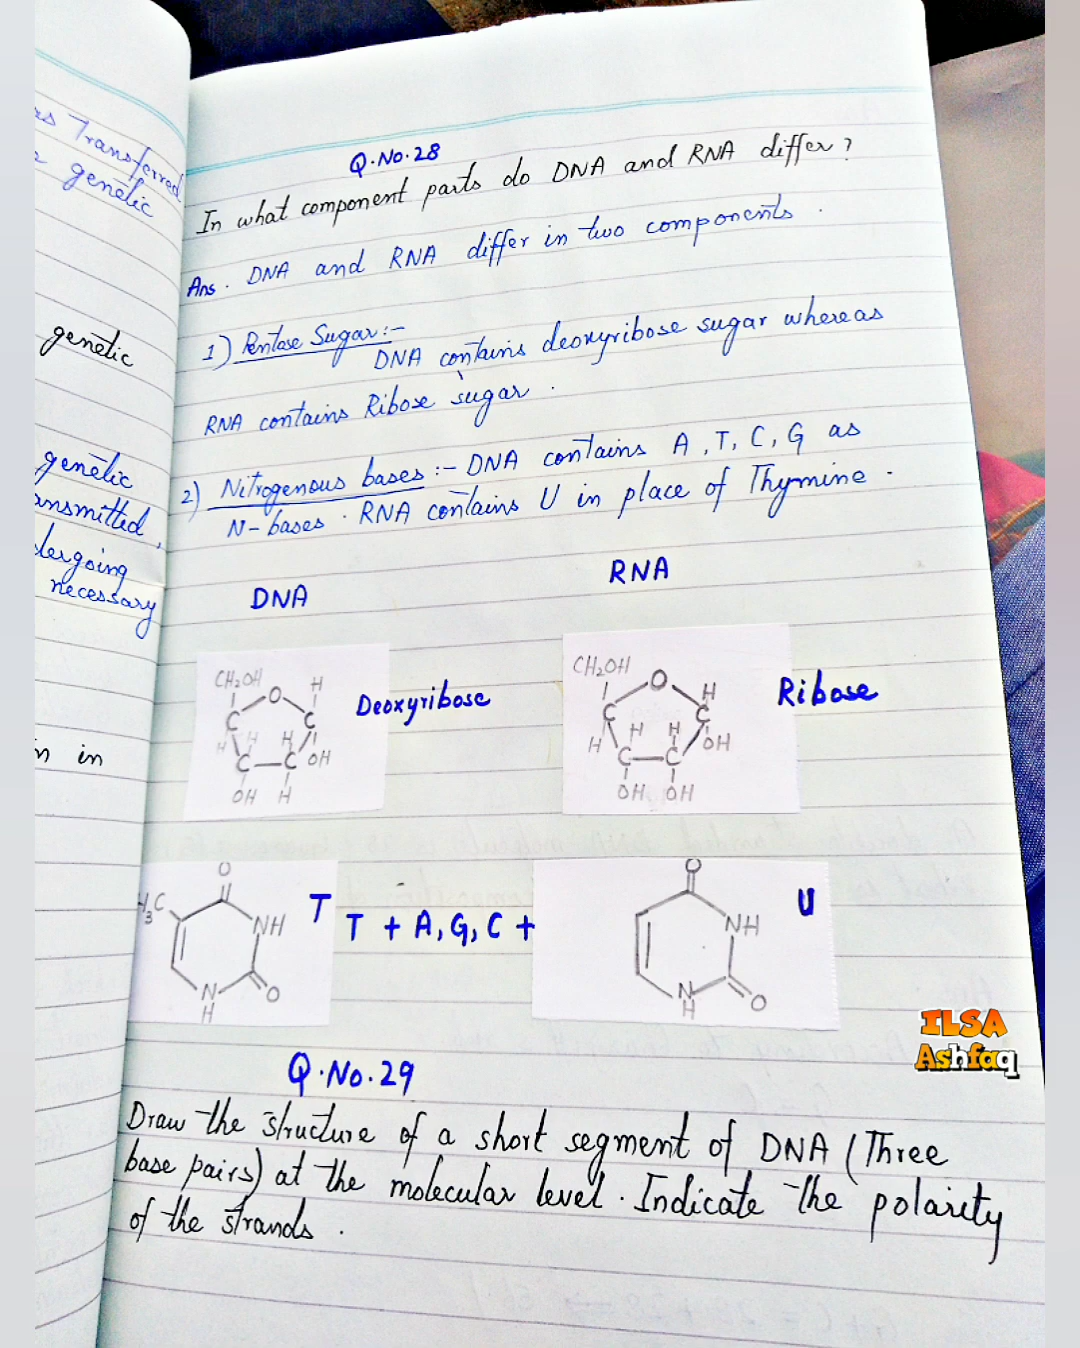 rs Transferred
genetic
genetic
genetic
ansmitted,
dergoing
necessary
n in
Q.No.28
In what component parts do DNA and RNA differ?
Ans. DNA and RNA differ in two components.
1) Pentose Sugar:-
DNA contains deoxyribose sugar whereas
RNA contains Ribose sugar.
2) Nitrogenous bases :- DNA contains A, T, C, G as
N-bases. RNA contains U in place of Thymine.
DNA RNA
CH₂OH O H C C H H H C C OH OH H
Deoxyribose
CH₂OH O H C C H H H C C OH OH OH
Ribose
O H₃C NH N H O
T
T + A, G, C +
O NH N H O
U
ILSA
Ashfaq
Q.No.29
Draw the structure of a short segment of DNA (Three
base pairs) at the molecular level. Indicate the polarity
of the strands.